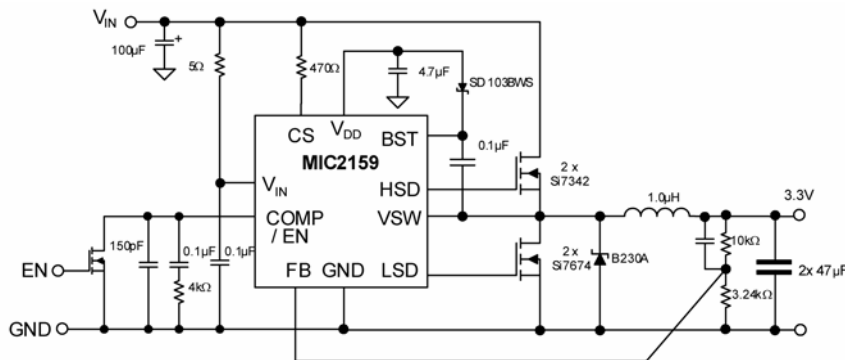 VIN
100µF
+
5Ω
470Ω
4.7µF
SD103BWS
CS
VDD
BST
MIC2159
0.1µF
2 x
Si7342
VIN
HSD
1.0µH
3.3V
COMP
/ EN
VSW
150pF
0.1µF
0.1µF
10kΩ
EN
FB
GND
LSD
2x
Si7674
B230A
2x 47µF
4kΩ
3.24kΩ
GND